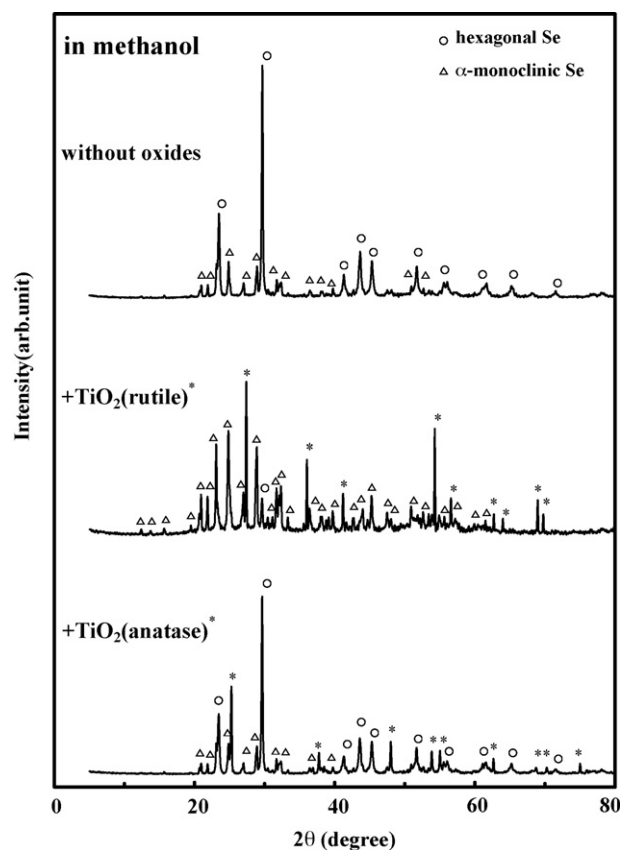 in methanol
○ hexagonal Se
△ α-monoclinic Se
without oxides
+TiO₂(rutile)*
+TiO₂(anatase)*
Intensity(arb.unit)
0 20 40 60 80
2θ (degree)